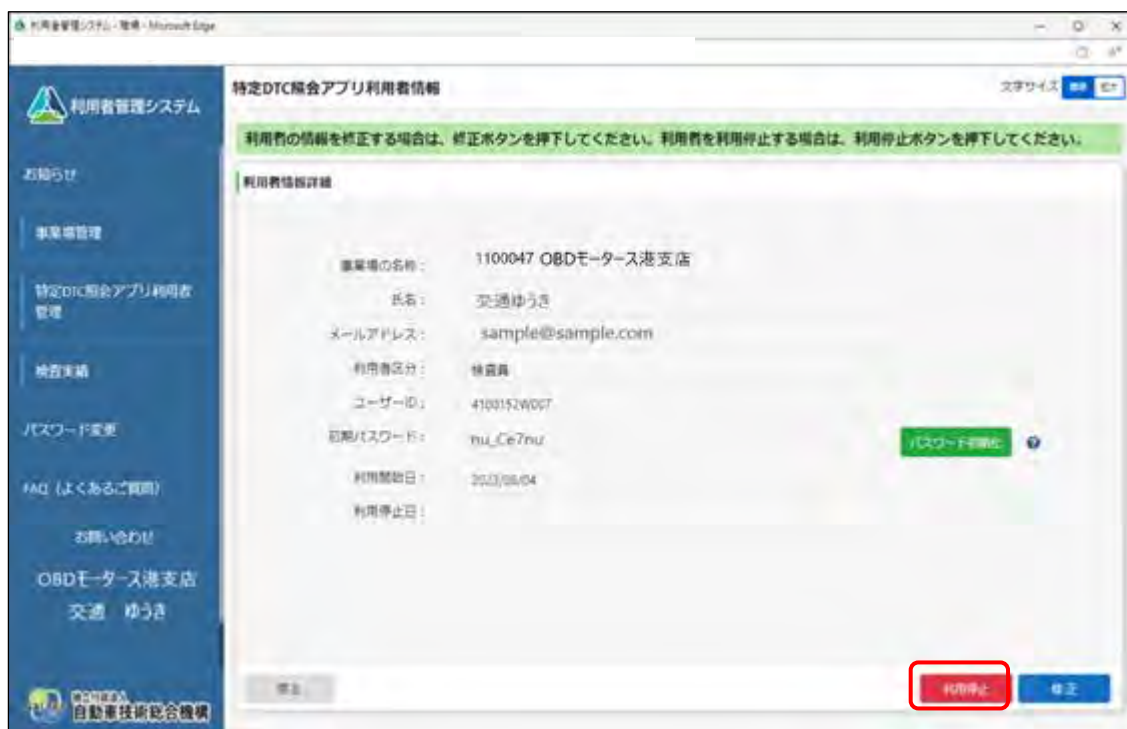 利用者管理システム - 環境 - Microsoft Edge
利用者管理システム
特定DTC照会アプリ利用者情報
文字サイズ
利用者の情報を修正する場合は、修正ボタンを押下してください。利用者を利用停止する場合は、利用停止ボタンを押下してください。
お知らせ
利用者情報詳細
事業場管理
事業場の名称： 1100047 OBDモータース港支店
特定DTC照会アプリ利用者
管理
氏名： 交通ゆうき
メールアドレス： sample@sample.com
検査実績
利用者区分： 検査員
ユーザーID： 4100152W007
パスワード変更
初期パスワード： nu_Ce7nu
パスワード初期化
FAQ（よくあるご質問）
利用開始日：
利用停止日：
お問い合わせ
OBDモータース港支店
交通 ゆうき
戻る
利用停止
修正
独立行政法人
自動車技術総合機構